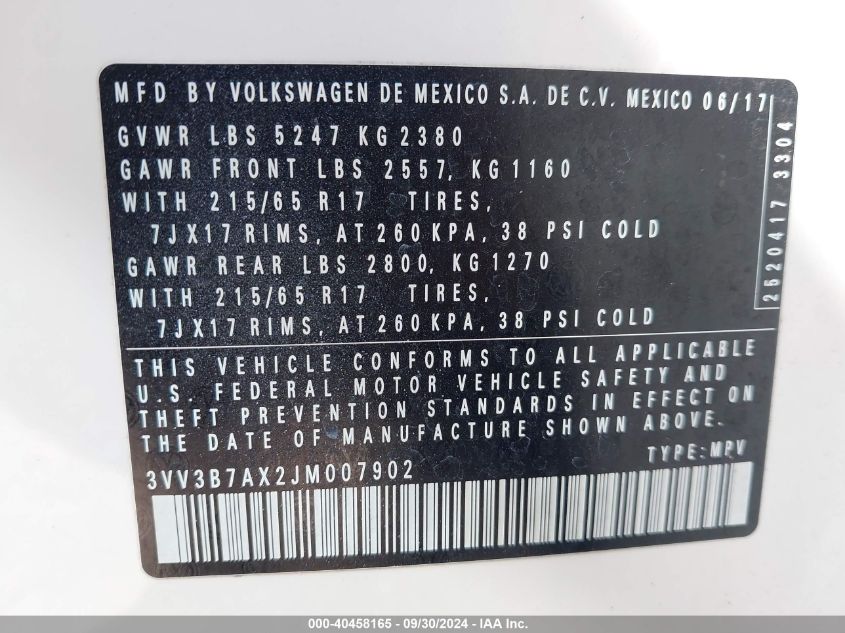 MFD BY VOLKSWAGEN DE MEXICO S.A. DE C.V. MEXICO 06/17
GVWR LBS 5247 KG 2380
GAWR FRONT LBS 2557, KG 1160
WITH 215/65 R17 TIRES,
7JX17 RIMS, AT 260 KPA, 38 PSI COLD
GAWR REAR LBS 2800, KG 1270
WITH 215/65 R17 TIRES,
7JX17 RIMS, AT 260 KPA, 38 PSI COLD
2520417 3304
THIS VEHICLE CONFORMS TO ALL APPLICABLE
U.S. FEDERAL MOTOR VEHICLE SAFETY AND
THEFT PREVENTION STANDARDS IN EFFECT ON
THE DATE OF MANUFACTURE SHOWN ABOVE.
TYPE: MPV
3VV3B7AX2JM007902
000-40458165 - 09/30/2024 - IAA Inc.